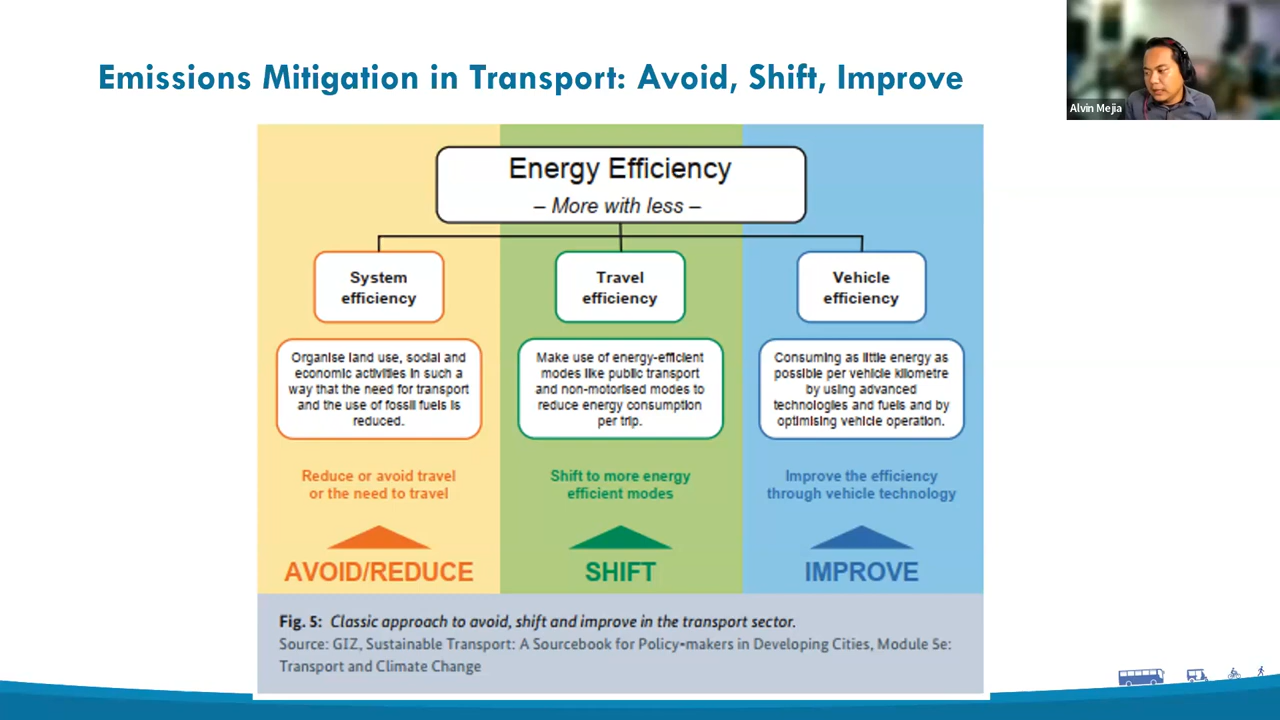 Emissions Mitigation in Transport: Avoid, Shift, Improve
Alvin Mejia
Energy Efficiency
– More with less –
System
efficiency
Travel
efficiency
Vehicle
efficiency
Organise land use, social and
economic activities in such a
way that the need for transport
and the use of fossil fuels is
reduced.
Make use of energy-efficient
modes like public transport
and non-motorised modes to
reduce energy consumption
per trip.
Consuming as little energy as
possible per vehicle kilometre
by using advanced
technologies and fuels and by
optimising vehicle operation.
Reduce or avoid travel
or the need to travel
Shift to more energy
efficient modes
Improve the efficiency
through vehicle technology
AVOID/REDUCE
SHIFT
IMPROVE
Fig. 5: Classic approach to avoid, shift and improve in the transport sector.
Source: GIZ, Sustainable Transport: A Sourcebook for Policy-makers in Developing Cities, Module 5e:
Transport and Climate Change